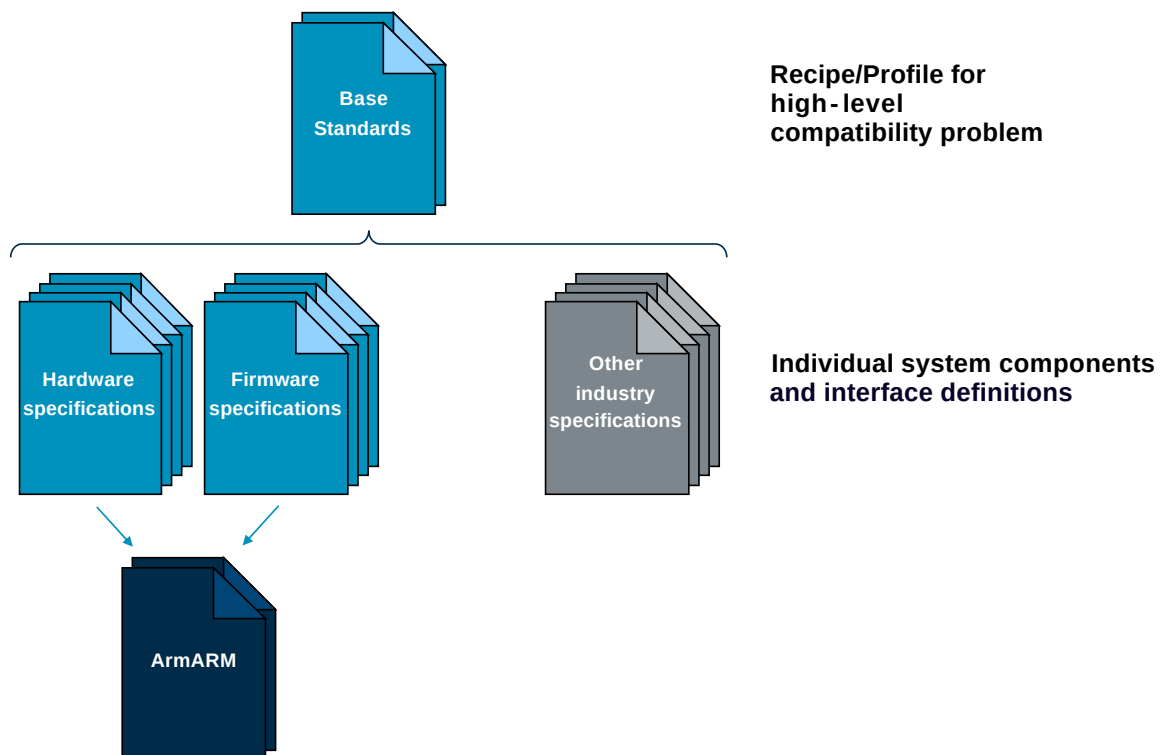 Base
Standards
Recipe/Profile for
high-level
compatibility problem
Hardware
specifications
Firmware
specifications
Other
industry
specifications
Individual system components
and interface definitions
ArmARM